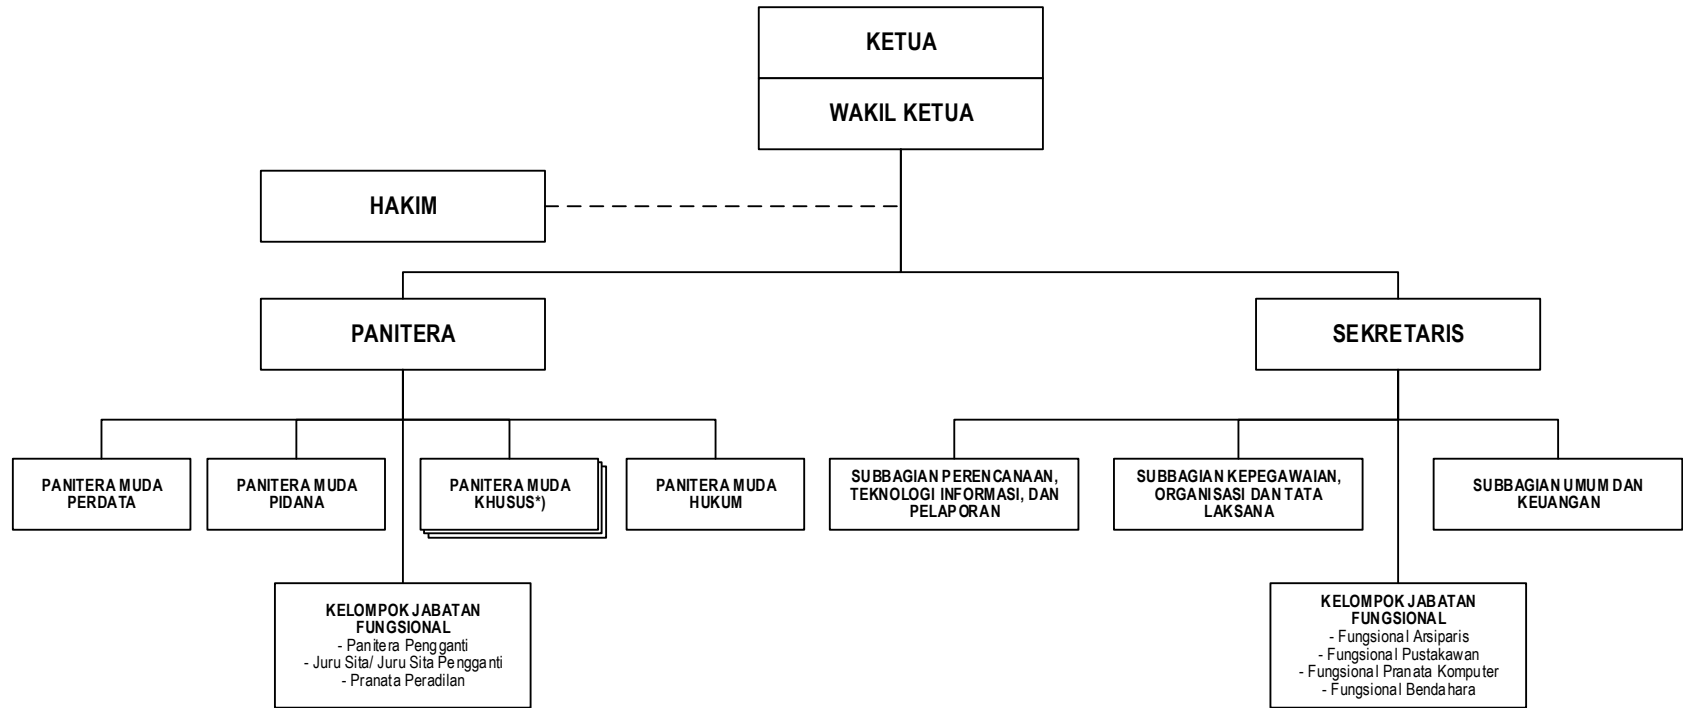 KETUA
WAKIL KETUA
HAKIM
PANITERA
SEKRETARIS
PANITERA MUDA
PERDATA
PANITERA MUDA
PIDANA
PANITERA MUDA
KHUSUS*)
PANITERA MUDA
HUKUM
SUBBAGIAN PERENCANAAN,
TEKNOLOGI INFORMASI, DAN
PELAPORAN
SUBBAGIAN KEPEGAWAIAN,
ORGANISASI DAN TATA
LAKSANA
SUBBAGIAN UMUM DAN
KEUANGAN
KELOMPOK JABATAN
FUNGSIONAL
- Panitera Pengganti
- Juru Sita/ Juru Sita Pengganti
- Pranata Peradilan
KELOMPOK JABATAN
FUNGSIONAL
- Fungsional Arsiparis
- Fungsional Pustakawan
- Fungsional Pranata Komputer
- Fungsional Bendahara